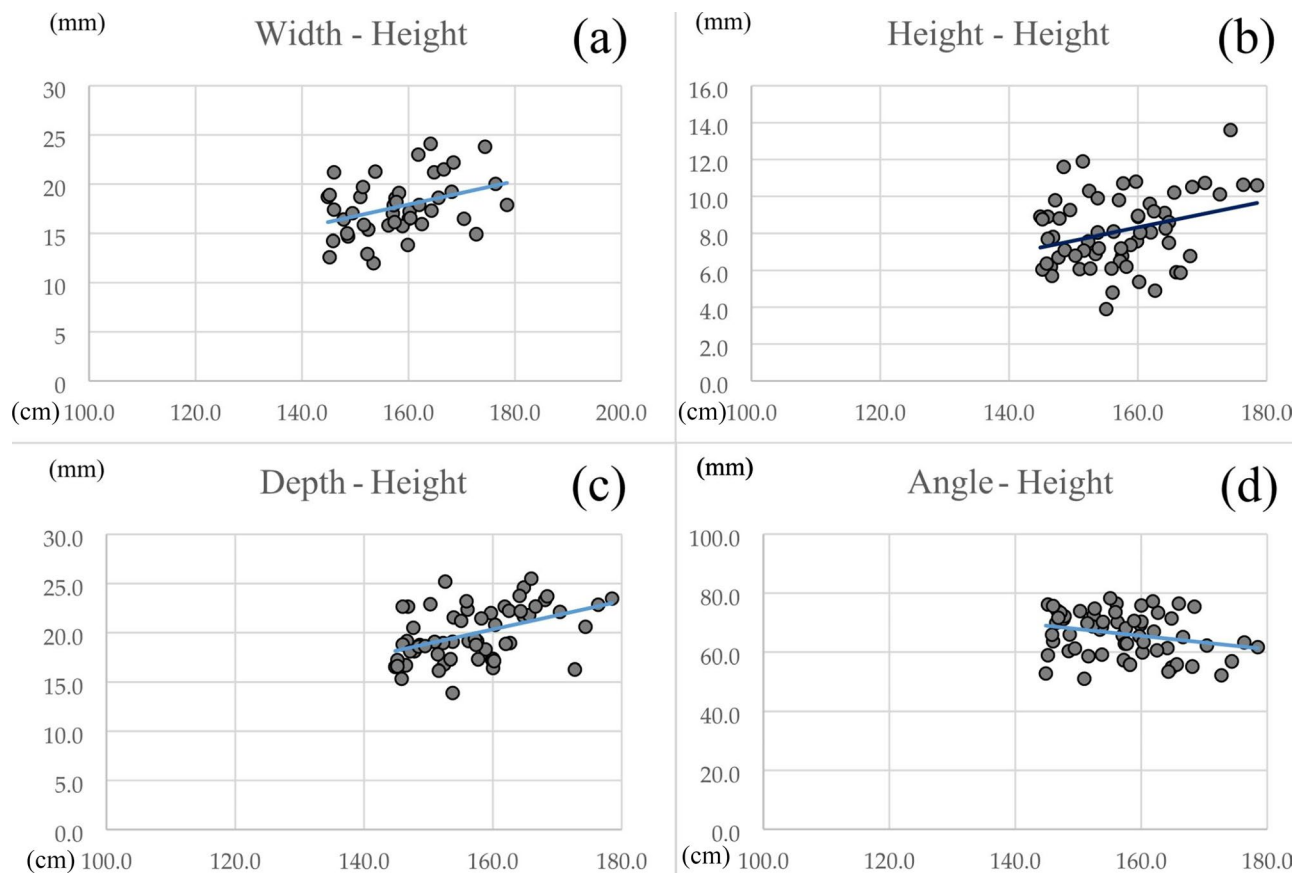 (mm)
Width - Height
(a)
30
25
20
15
10
5
0
(cm)
100.0 120.0 140.0 160.0 180.0 200.0
(mm)
Height - Height
(b)
16.0
14.0
12.0
10.0
8.0
6.0
4.0
2.0
0.0
(cm)
100.0 120.0 140.0 160.0 180.0
(mm)
Depth - Height
(c)
30.0
25.0
20.0
15.0
10.0
5.0
0.0
(cm)
100.0 120.0 140.0 160.0 180.0
(mm)
Angle - Height
(d)
100.0
80.0
60.0
40.0
20.0
0.0
(cm)
100.0 120.0 140.0 160.0 180.0